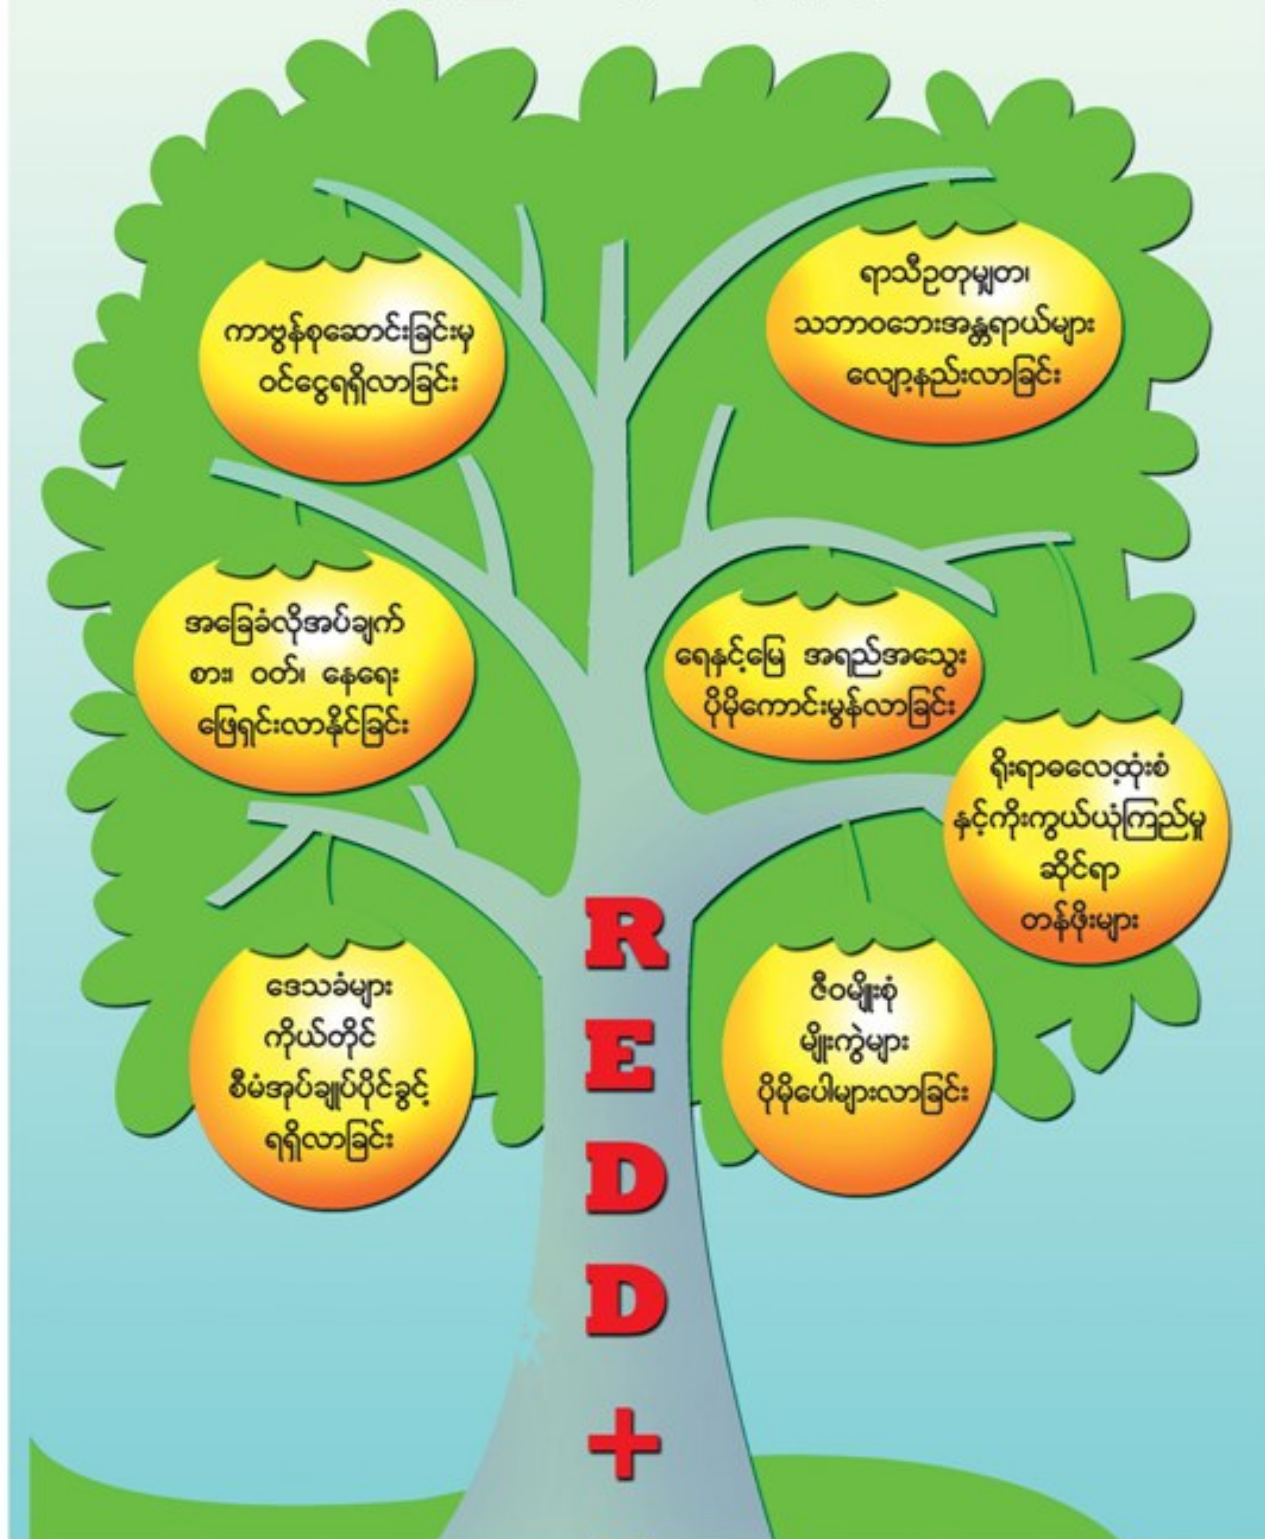 ကာဗွန်စုဆောင်းခြင်းမှ
ဝင်ငွေရရှိလာခြင်း
ရာသီဥတုမျှတ၊
သဘာဝဘေးအန္တရာယ်များ
လျော့နည်းလာခြင်း
အခြေခံလိုအပ်ချက်
စား၊ ဝတ်၊ နေရေး
ဖြေရှင်းလာနိုင်ခြင်း
ရေနှင့်မြေ အရည်အသွေး
ပိုမိုကောင်းမွန်လာခြင်း
ရိုးရာဓလေ့ထုံးစံ
နှင့်ကိုးကွယ်ယုံကြည်မှု
ဆိုင်ရာ
တန်ဖိုးများ
ဒေသခံများ
ကိုယ်တိုင်
စီမံအုပ်ချုပ်ပိုင်ခွင့်
ရရှိလာခြင်း
ဇီဝမျိုးစုံ
မျိုးကွဲများ
ပိုမိုပေါများလာခြင်း
R
E
D
D
+